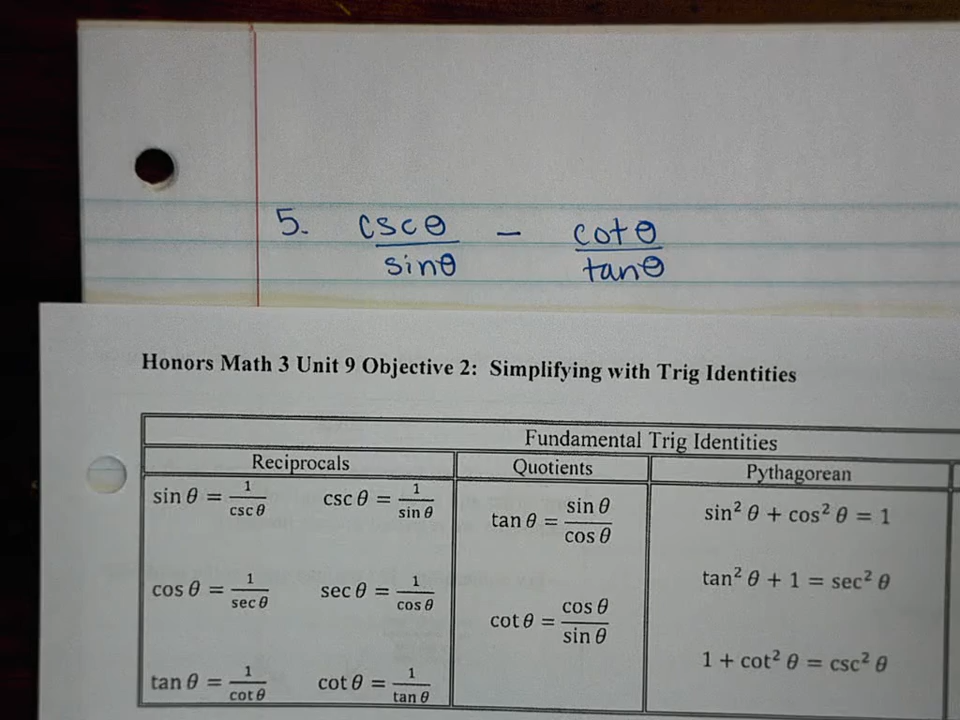 5. cscθ/sinθ − cotθ/tanθ
Honors Math 3 Unit 9 Objective 2: Simplifying with Trig Identities
Fundamental Trig Identities
Reciprocals Quotients Pythagorean
sin θ = 1/csc θ csc θ = 1/sin θ tan θ = sin θ/cos θ sin² θ + cos² θ = 1
cos θ = 1/sec θ sec θ = 1/cos θ cot θ = cos θ/sin θ tan² θ + 1 = sec² θ
tan θ = 1/cot θ cot θ = 1/tan θ 1 + cot² θ = csc² θ